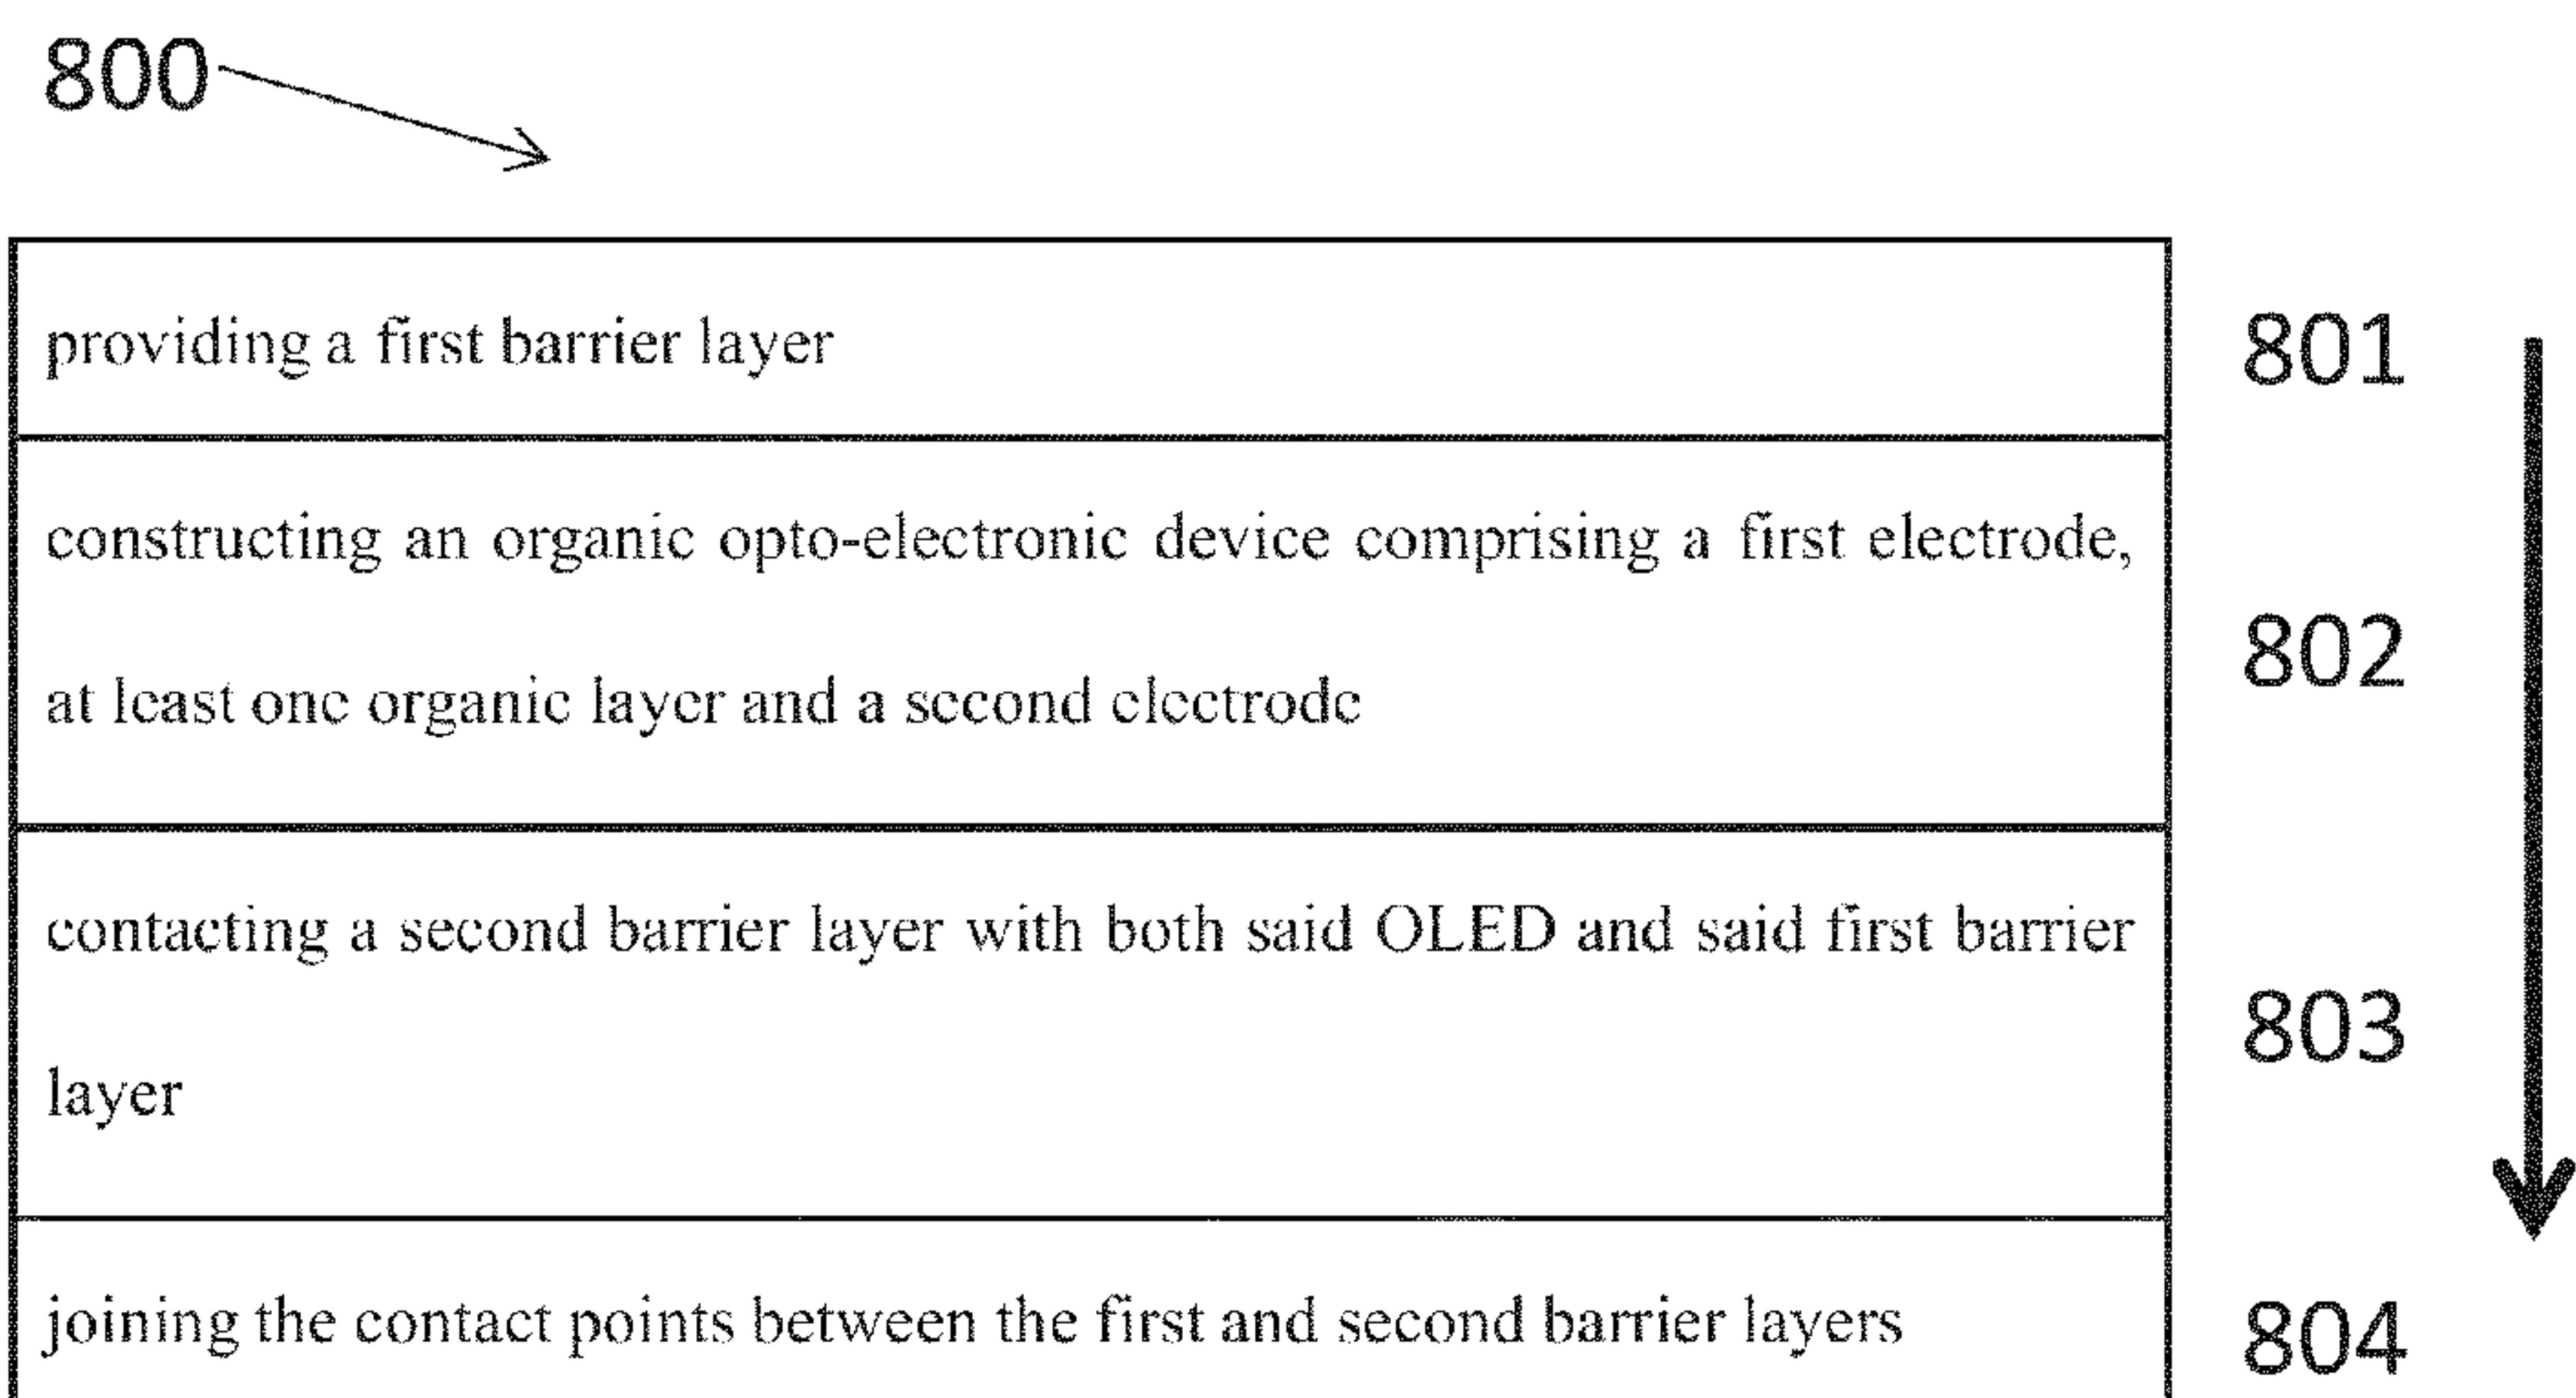 800
providing a first barrier layer
801
constructing an organic opto-electronic device comprising a first electrode,
802
at least one organic layer and a second electrode
contacting a second barrier layer with both said OLED and said first barrier
803
layer
joining the contact points between the first and second barrier layers
804